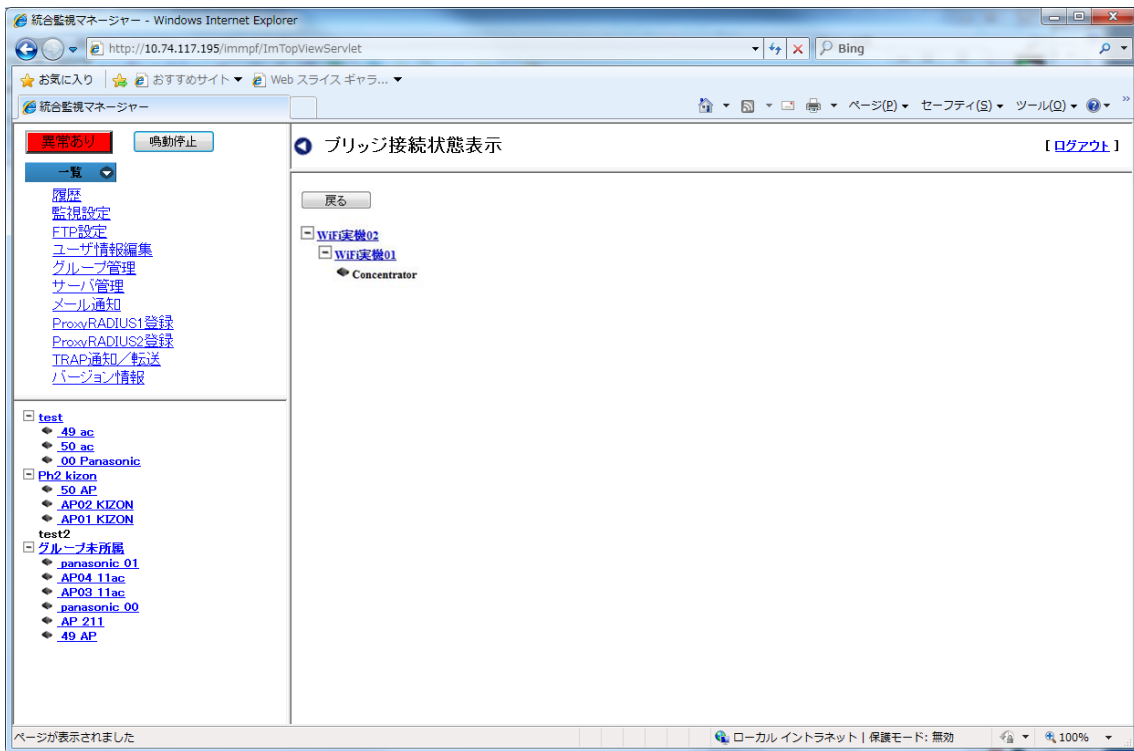 統合監視マネージャー - Windows Internet Explorer
http://10.74.117.195/immpf/ImTopViewServlet
Bing
お気に入り おすすめサイト Web スライス ギャラ...
統合監視マネージャー
ページ(P) セーフティ(S) ツール(O)
異常あり 鳴動停止
一覧
履歴
監視設定
FTP設定
ユーザ情報編集
グループ管理
サーバ管理
メール通知
ProxyRADIUS1登録
ProxyRADIUS2登録
TRAP通知／転送
バージョン情報
test
49 ac
50 ac
00 Panasonic
Ph2 kizon
50 AP
AP02 KIZON
AP01 KIZON
test2
グループ未所属
panasonic 01
AP04 11ac
AP03 11ac
panasonic 00
AP 211
49 AP
ブリッジ接続状態表示
[ ログアウト ]
戻る
WiFi実機02
WiFi実機01
Concentrator
ページが表示されました
ローカル イントラネット | 保護モード: 無効
100%